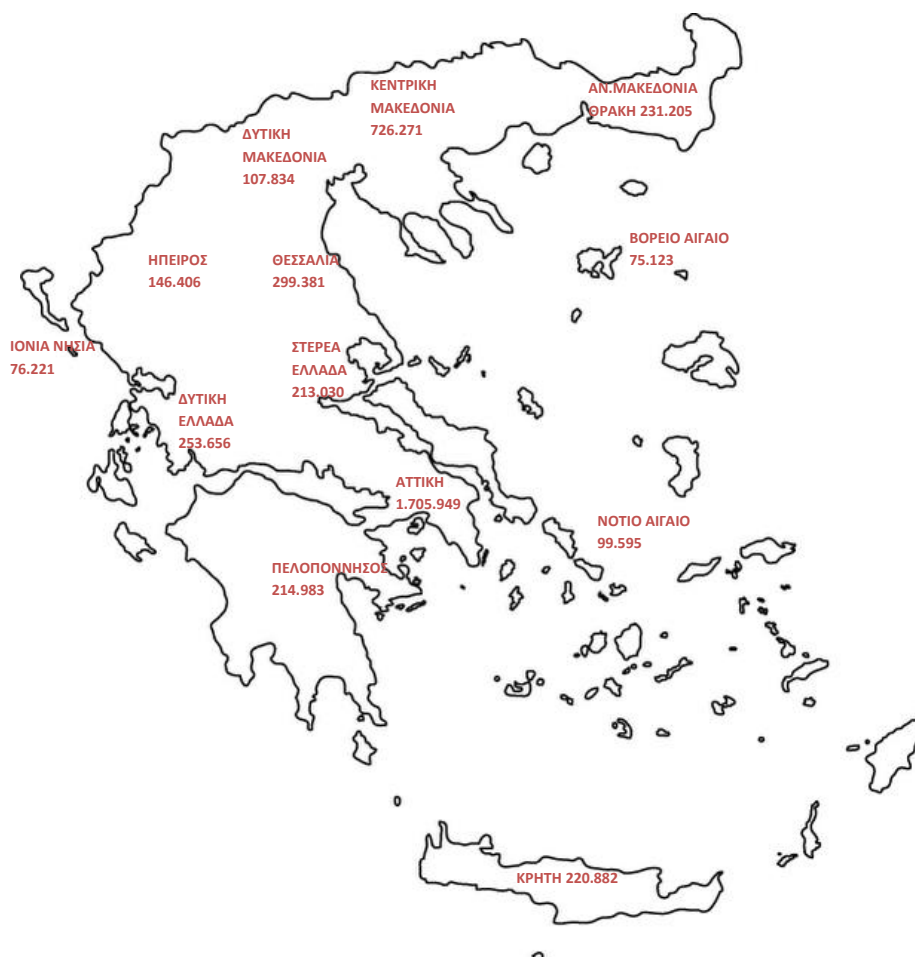 ΚΕΝΤΡΙΚΗ
ΜΑΚΕΔΟΝΙΑ
726.271
ΑΝ.ΜΑΚΕΔΟΝΙΑ
ΘΡΑΚΗ 231.205
ΔΥΤΙΚΗ
ΜΑΚΕΔΟΝΙΑ
107.834
ΒΟΡΕΙΟ ΑΙΓΑΙΟ
75.123
ΗΠΕΙΡΟΣ
146.406
ΘΕΣΣΑΛΙΑ
299.381
ΙΟΝΙΑ ΝΗΣΙΑ
76.221
ΣΤΕΡΕΑ
ΕΛΛΑΔΑ
213.030
ΔΥΤΙΚΗ
ΕΛΛΑΔΑ
253.656
ΑΤΤΙΚΗ
1.705.949
ΝΟΤΙΟ ΑΙΓΑΙΟ
99.595
ΠΕΛΟΠΟΝΝΗΣΟΣ
214.983
ΚΡΗΤΗ 220.882